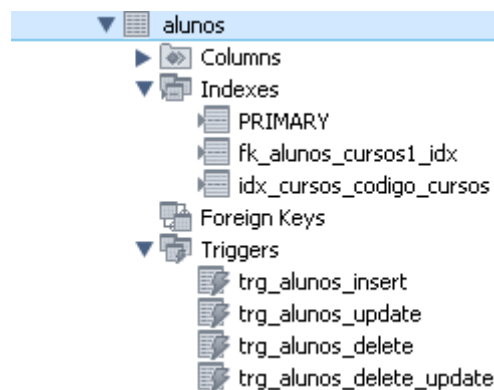 alunos
Columns
Indexes
PRIMARY
fk_alunos_cursos1_idx
idx_cursos_codigo_cursos
Foreign Keys
Triggers
trg_alunos_insert
trg_alunos_update
trg_alunos_delete
trg_alunos_delete_update